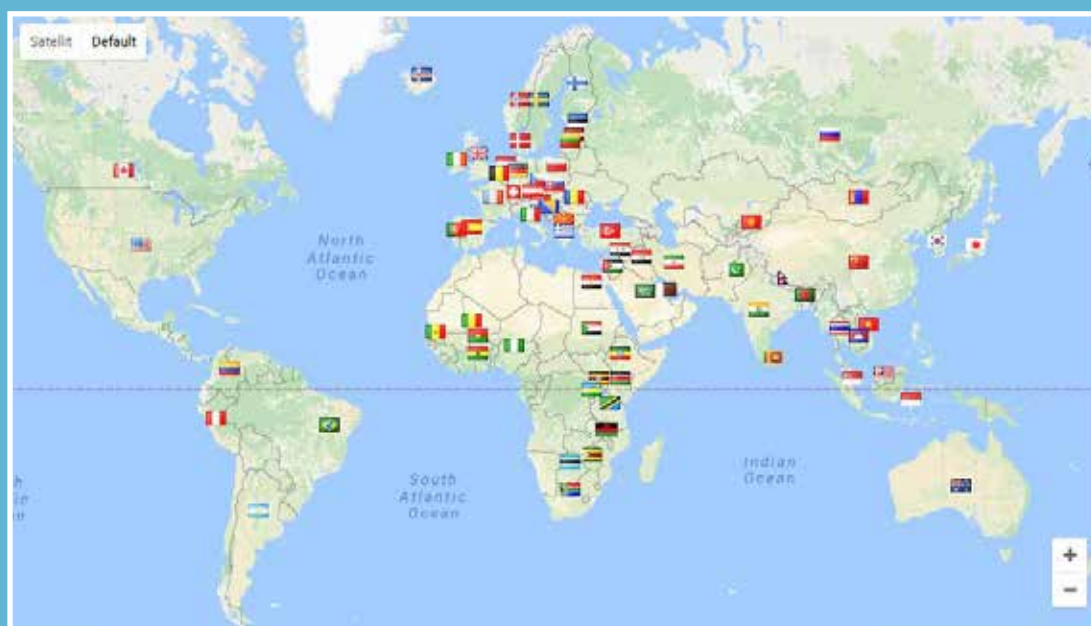 Satellit
Default
North
Atlantic
Ocean
South
Atlantic
Ocean
Indian
Ocean
+
−